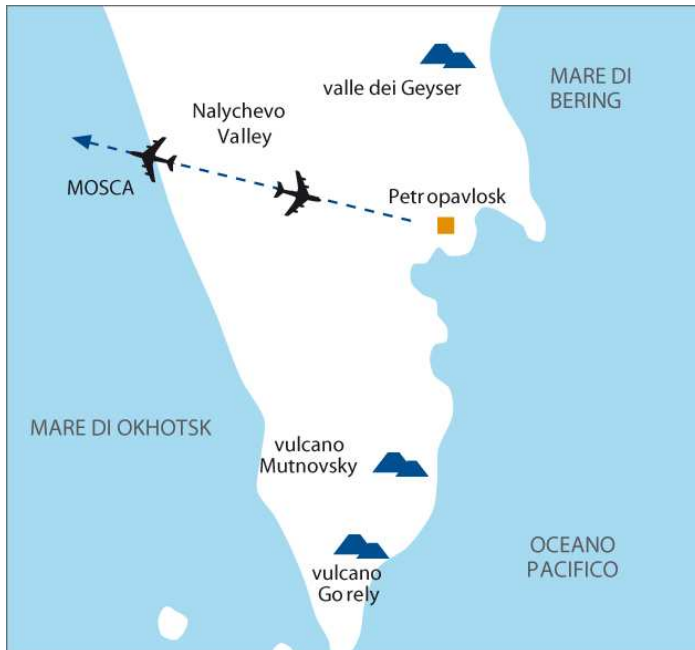 valle dei Geyser
MARE DI
BERING
Nalychevo
Valley
MOSCA
Petropavlosk
MARE DI OKHOTSK
vulcano
Mutnovsky
OCEANO
PACIFICO
vulcano
Gorely